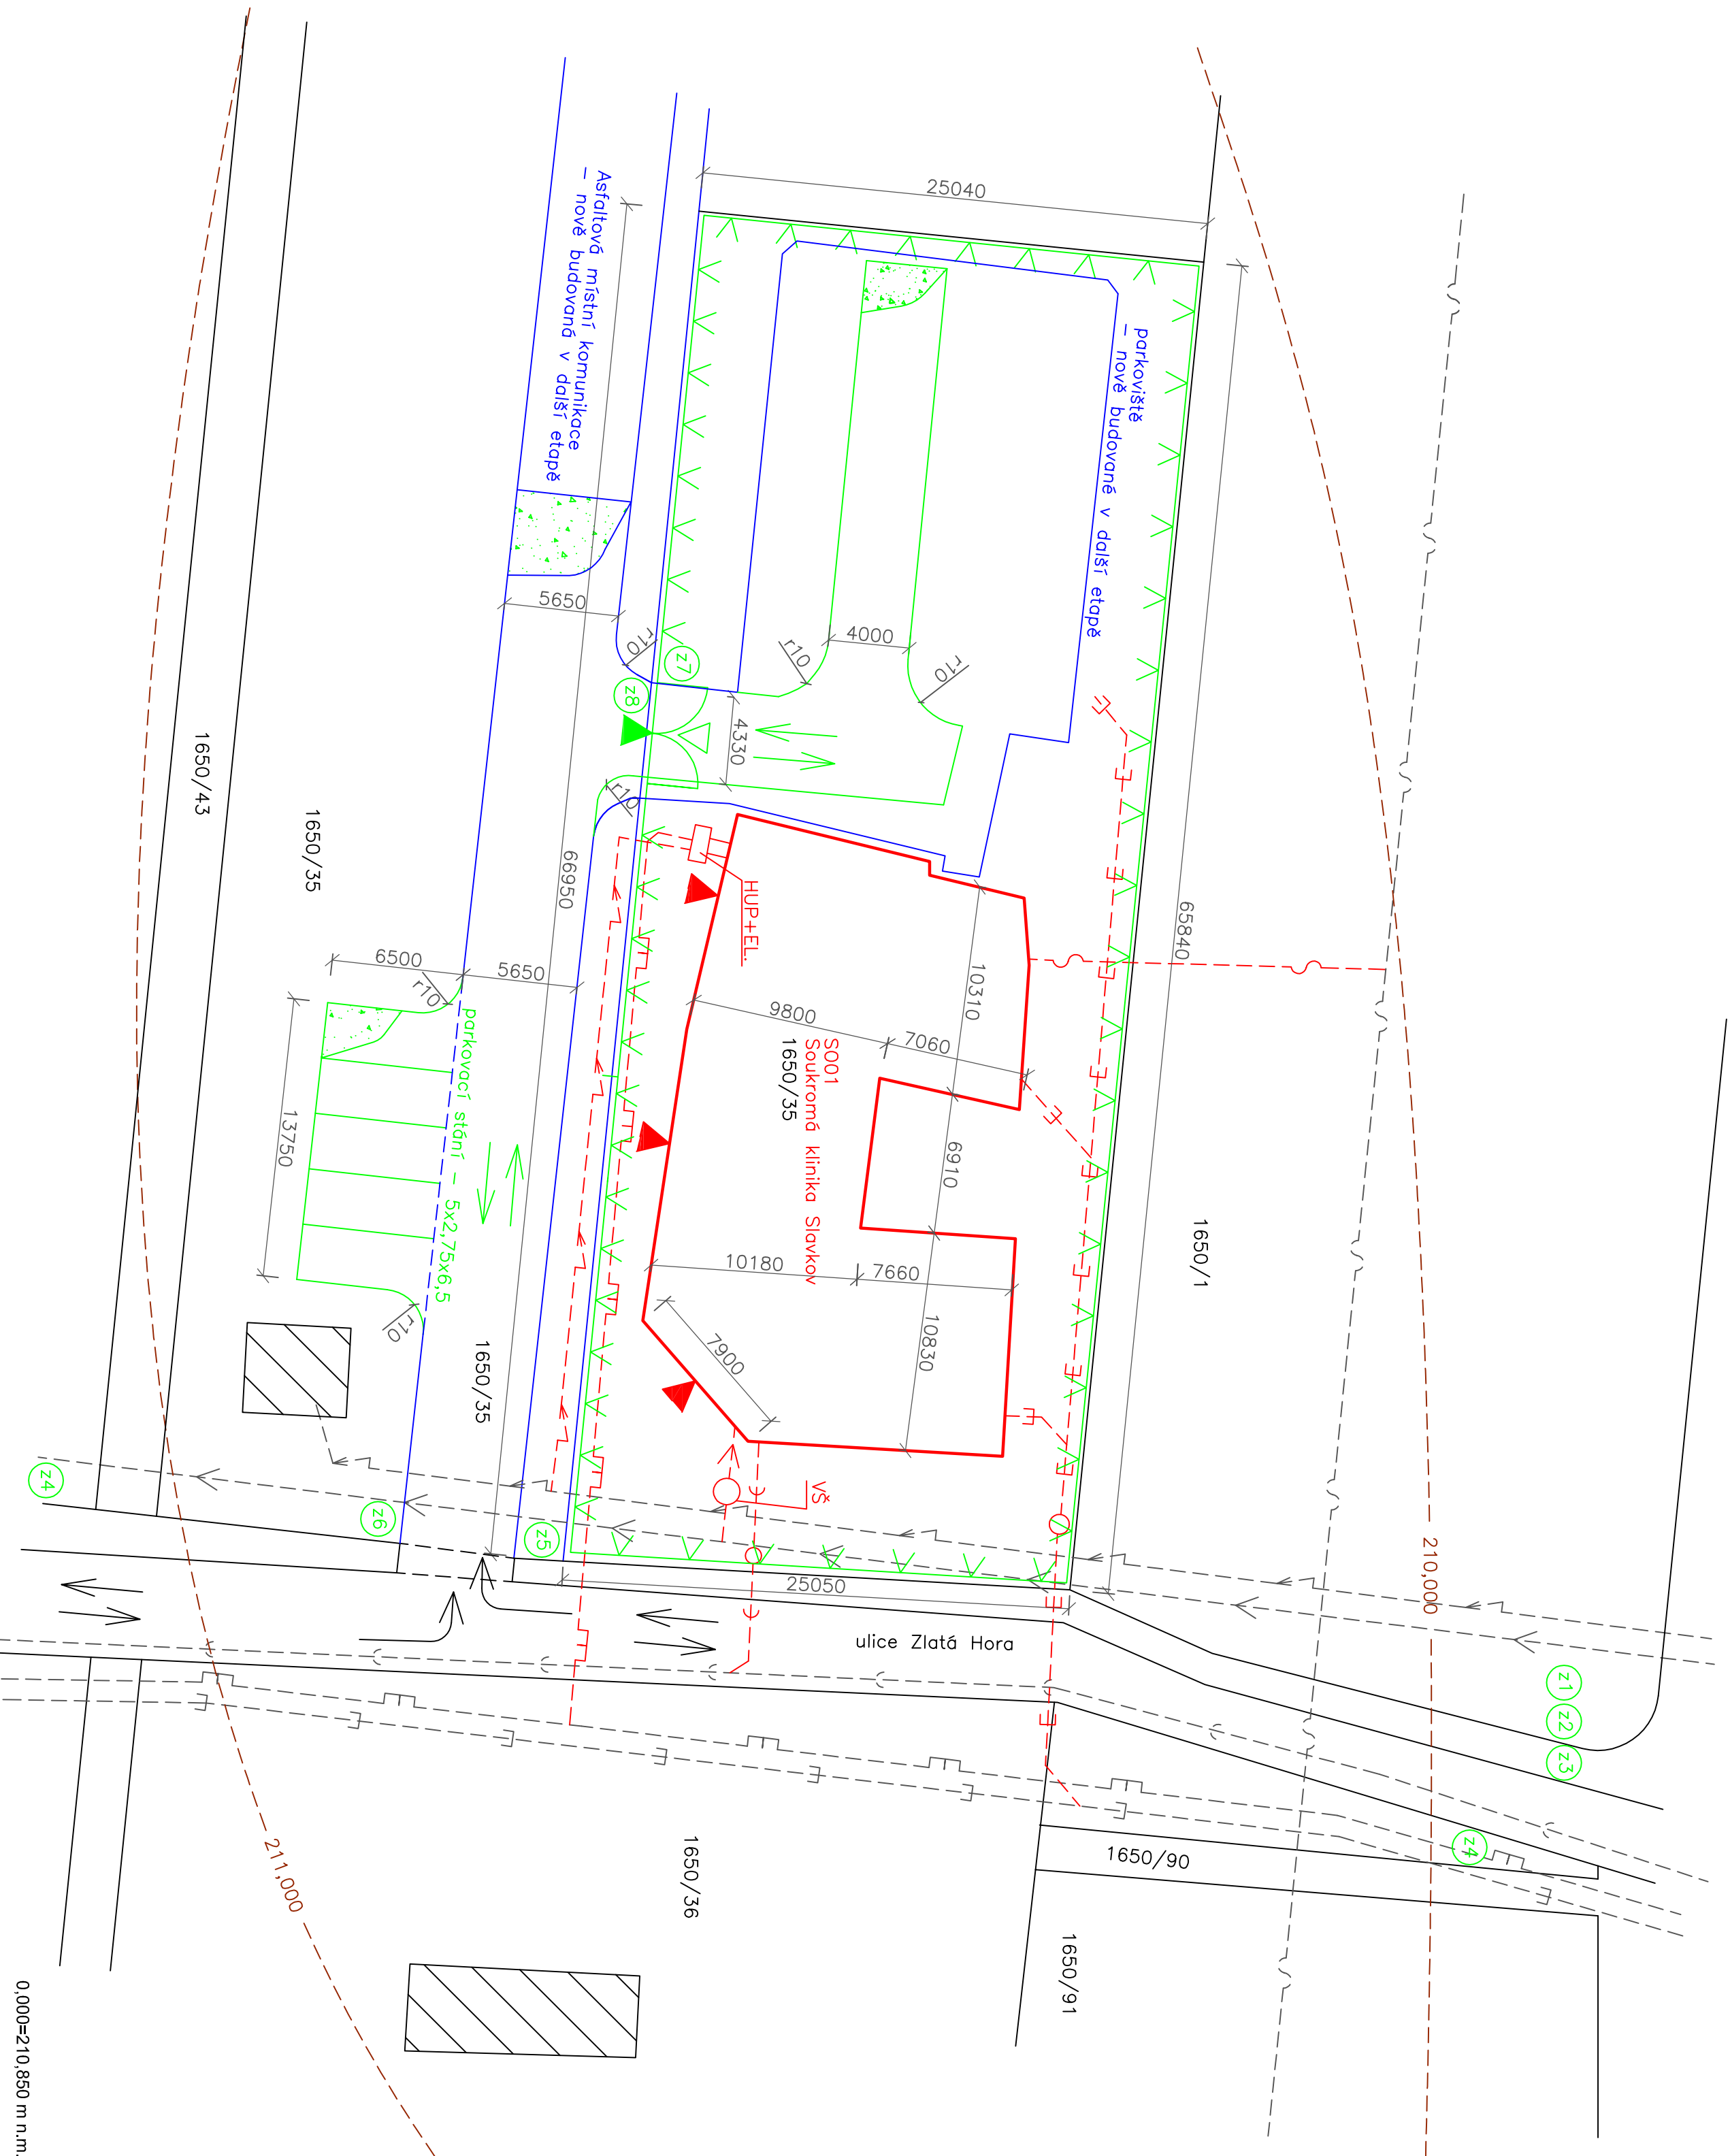 25040
Asfaltová místní komunikace
– nově budovaná v další etapě
parkoviště
– nově budované v další etapě
5650
r10
r10
4000
r10
z7
z8
4330
r10
66950
65840
1650/43
1650/35
HUP+EL.
6500
5650
r10
9800
7060
10310
SO01
Soukromá klinika Slavkov
1650/35
parkovací stání – 5x2,75x6,5
13750
6910
10180
7660
10830
7900
r10
1650/35
1650/1
VŠ
z4
z6
z5
25050
ulice Zlatá Hora
210,000
z1
z2
z3
z4
1650/90
1650/36
1650/91
211,000
0,000=210,850 m n.m.